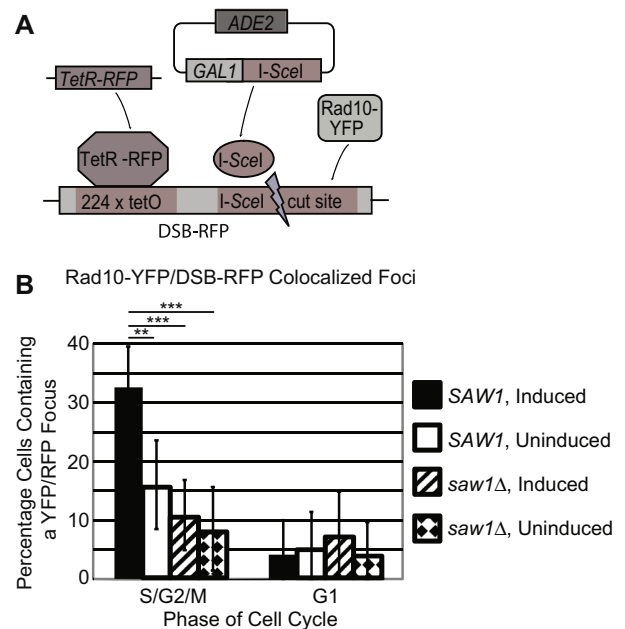 A
ADE2
TetR-RFP
GAL1 I-SceI
Rad10-
YFP
TetR -RFP
I-SceI
224 x tetO
I-SceI cut site
DSB-RFP
B
Rad10-YFP/DSB-RFP Colocalized Foci
***
***
**
Percentage Cells Containing
a YFP/RFP Focus
40
30
20
10
0
S/G2/M
G1
Phase of Cell Cycle
SAW1, Induced
SAW1, Uninduced
saw1Δ, Induced
saw1Δ, Uninduced